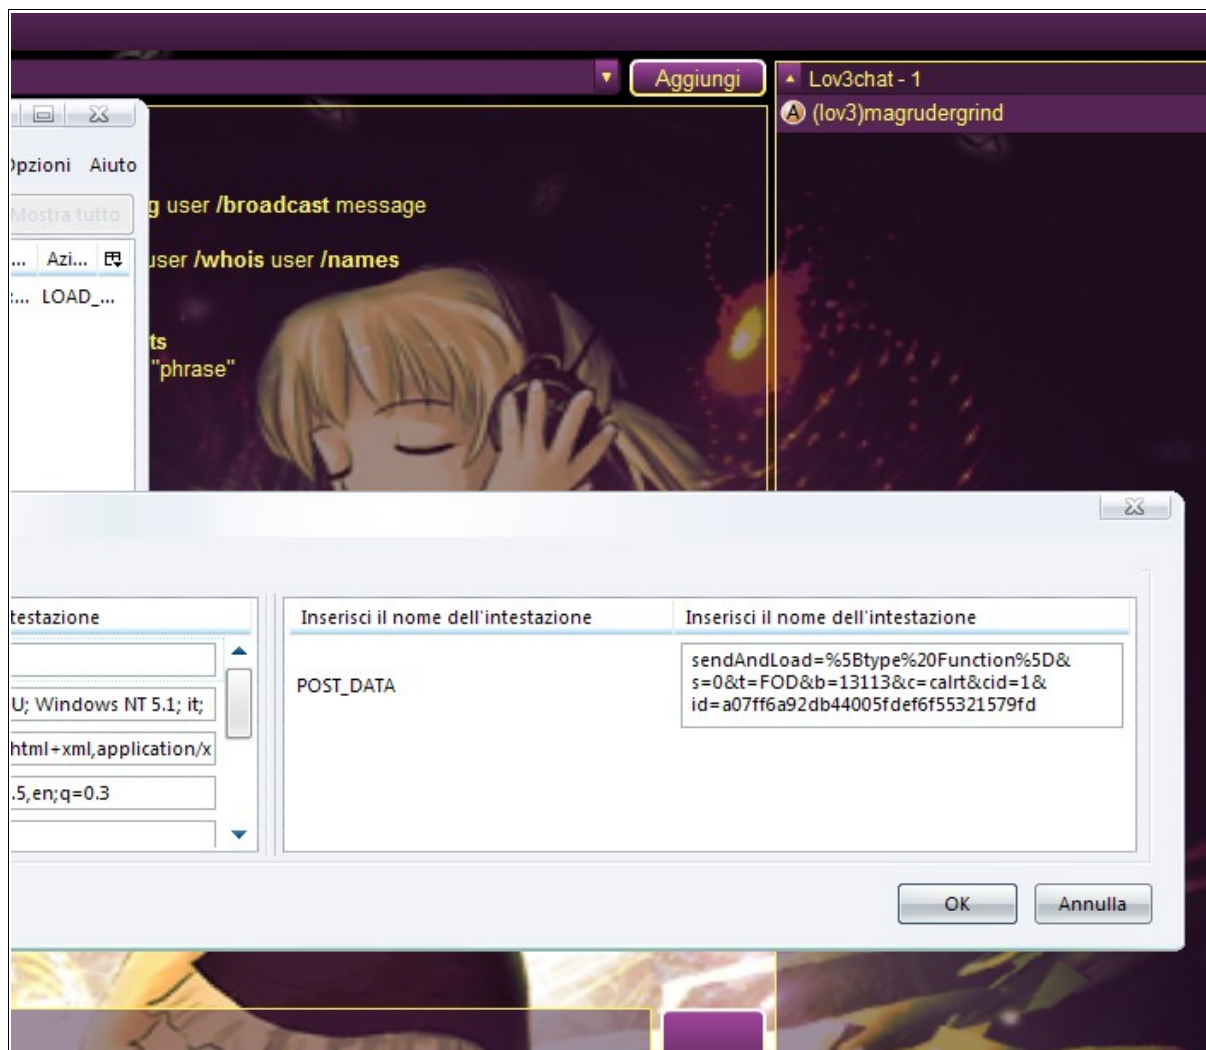 Aggiungi
Lov3chat - 1
A (lov3)magrudergrind
Opzioni Aiuto
Mostra tutto
g user /broadcast message
... Azi...
user /whois user /names
:... LOAD_...
ts
"phrase"
testazione
Inserisci il nome dell'intestazione
Inserisci il nome dell'intestazione
POST_DATA
sendAndLoad=%5Btype%20Function%5D&
s=0&t=FOD&b=13113&c=calrt&cid=1&
id=a07ff6a92db44005fdef6f55321579fd
U; Windows NT 5.1; it;
html+xml,application/x
.5,en;q=0.3
OK
Annulla